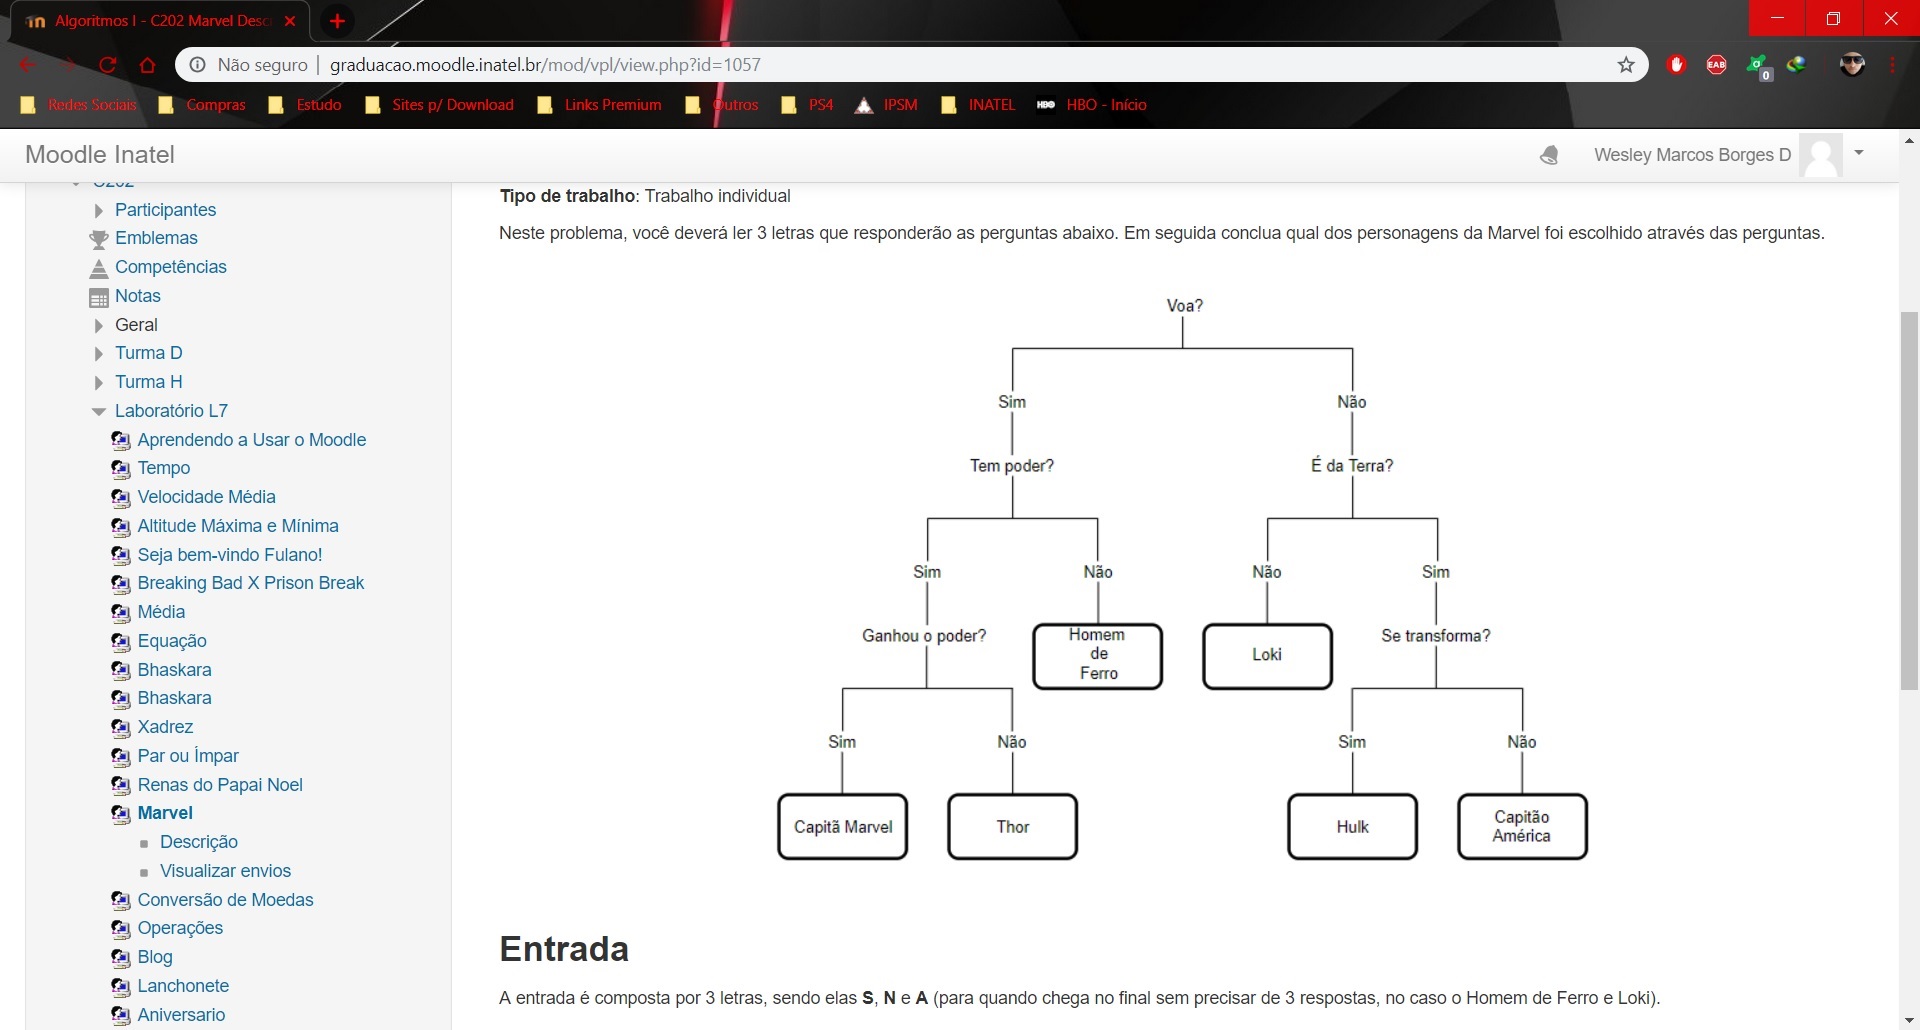 Algoritmos I - C202 Marvel Desc
Não seguro | graduacao.moodle.inatel.br/mod/vpl/view.php?id=1057
EAB
0
Redes Sociais Compras Estudo Sites p/ Download Links Premium Outros PS4 IPSM INATEL HBO HBO - Início
Moodle Inatel
Wesley Marcos Borges D
C202
Participantes
Emblemas
Competências
Notas
Geral
Turma D
Turma H
Laboratório L7
Aprendendo a Usar o Moodle
Tempo
Velocidade Média
Altitude Máxima e Mínima
Seja bem-vindo Fulano!
Breaking Bad X Prison Break
Média
Equação
Bhaskara
Bhaskara
Xadrez
Par ou Ímpar
Renas do Papai Noel
Marvel
Descrição
Visualizar envios
Conversão de Moedas
Operações
Blog
Lanchonete
Aniversario
Tipo de trabalho: Trabalho individual
Neste problema, você deverá ler 3 letras que responderão as perguntas abaixo. Em seguida conclua qual dos personagens da Marvel foi escolhido através das perguntas.
Voa?
Sim Não
Tem poder? É da Terra?
Sim Não Não Sim
Ganhou o poder? Homem
de
Ferro
Loki Se transforma?
Sim Não Sim Não
Capitã Marvel Thor Hulk Capitão
América
Entrada
A entrada é composta por 3 letras, sendo elas S, N e A (para quando chega no final sem precisar de 3 respostas, no caso o Homem de Ferro e Loki).